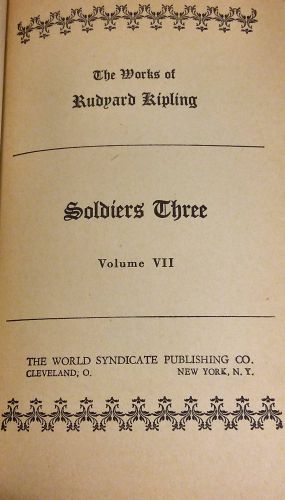 The Works of
Rudyard Kipling
Soldiers Three
Volume VII
THE WORLD SYNDICATE PUBLISHING CO.
CLEVELAND, O. NEW YORK, N. Y.